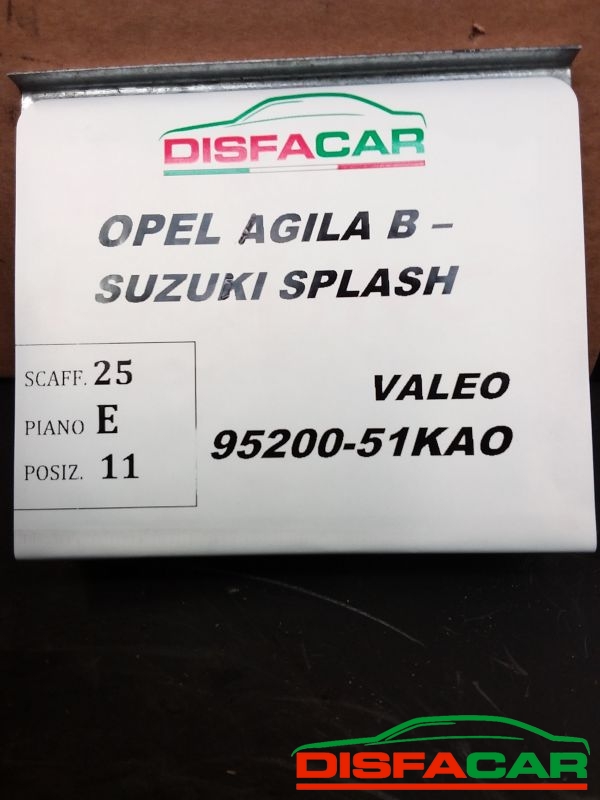 DISFACAR
OPEL AGILA B –
SUZUKI SPLASH
SCAFF. 25
PIANO E
POSIZ. 11
VALEO
95200-51KAO
DISFACAR